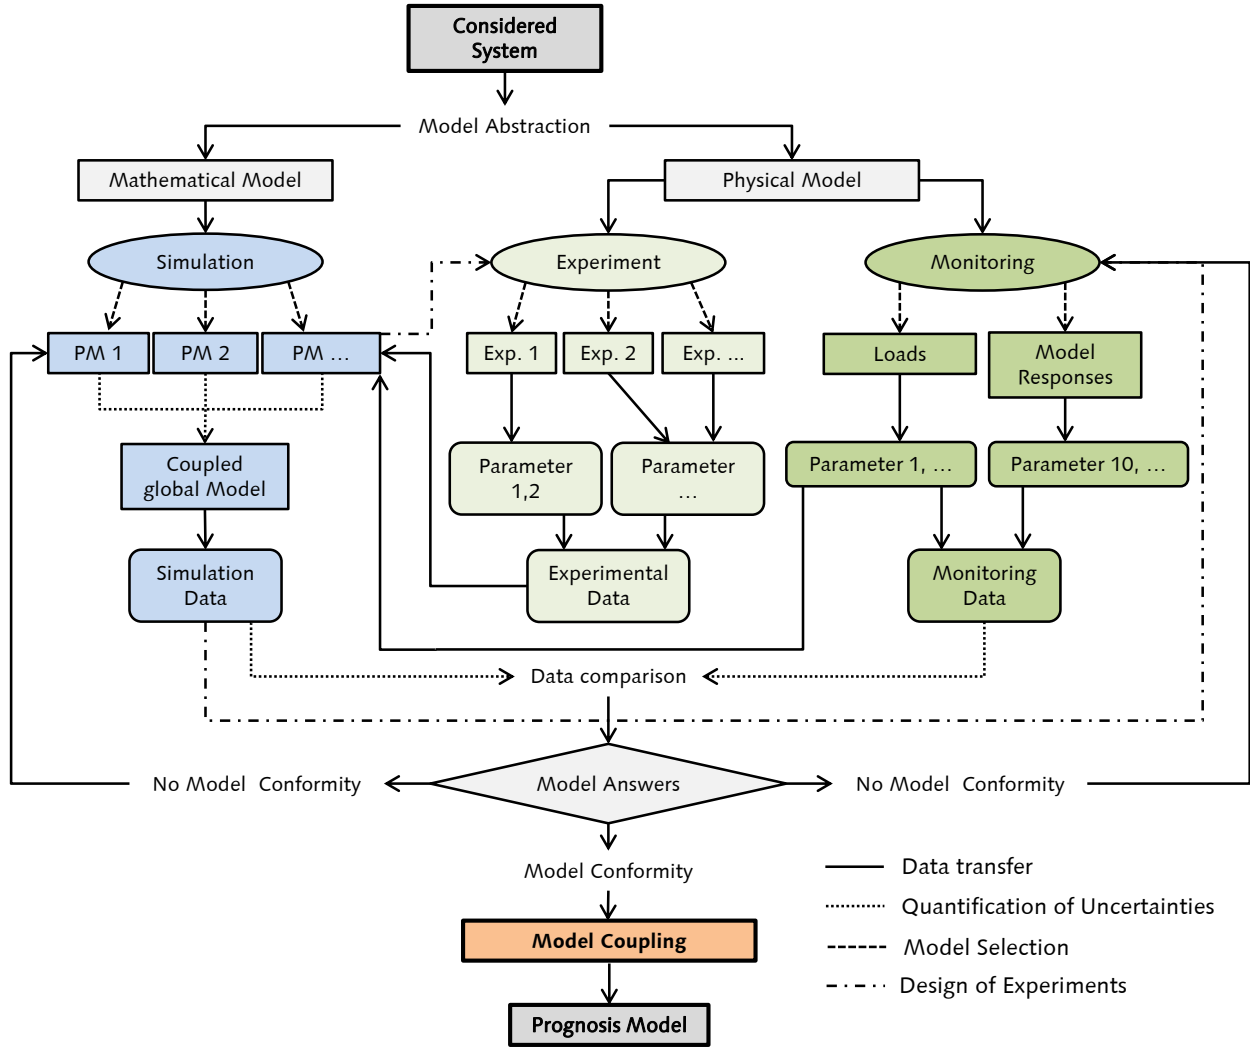 Considered
System
Model Abstraction
Mathematical Model
Physical Model
Simulation
Experiment
Monitoring
PM 1
PM 2
PM ...
Exp. 1
Exp. 2
Exp. ...
Loads
Model
Responses
Coupled
global Model
Parameter
1,2
Parameter
...
Parameter 1, ...
Parameter 10, ...
Simulation
Data
Experimental
Data
Monitoring
Data
Data comparison
No Model Conformity
Model Answers
No Model Conformity
Model Conformity
Model Coupling
Prognosis Model
Data transfer
Quantification of Uncertainties
Model Selection
Design of Experiments